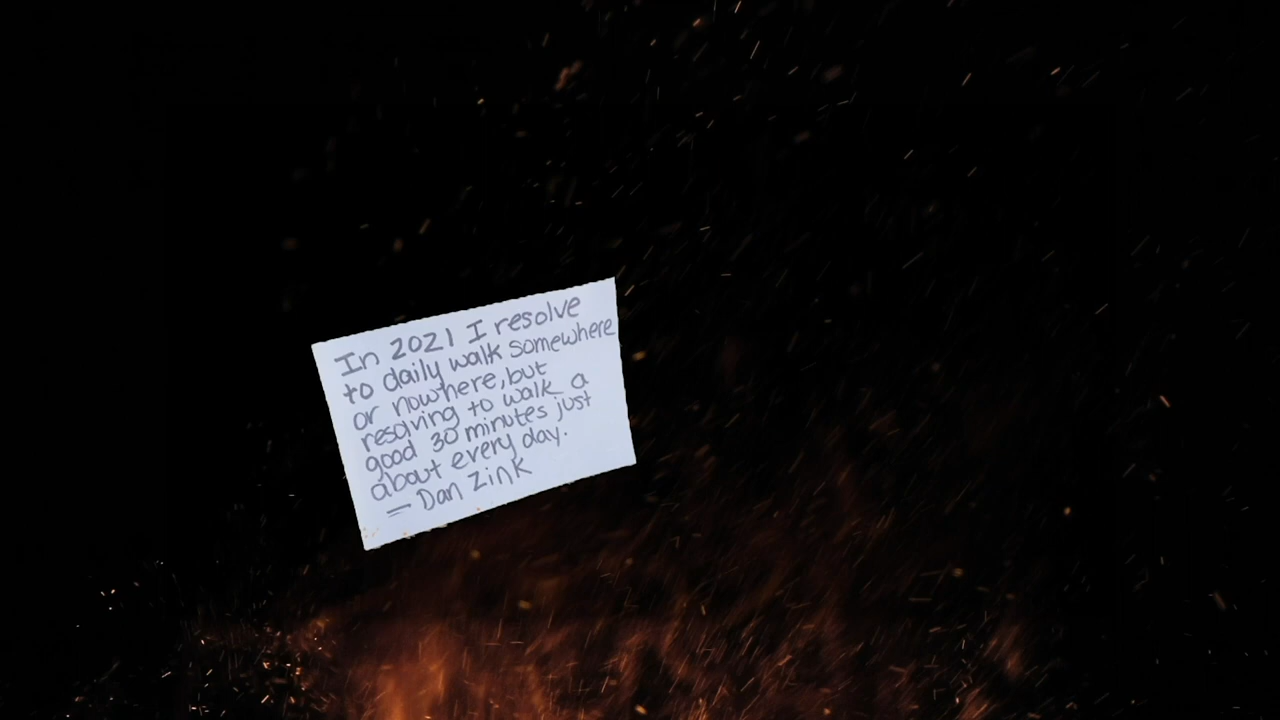 In 2021 I resolve
to daily walk somewhere
or nowhere, but
resolving to walk a
good 30 minutes just
about every day.
— Dan Zink